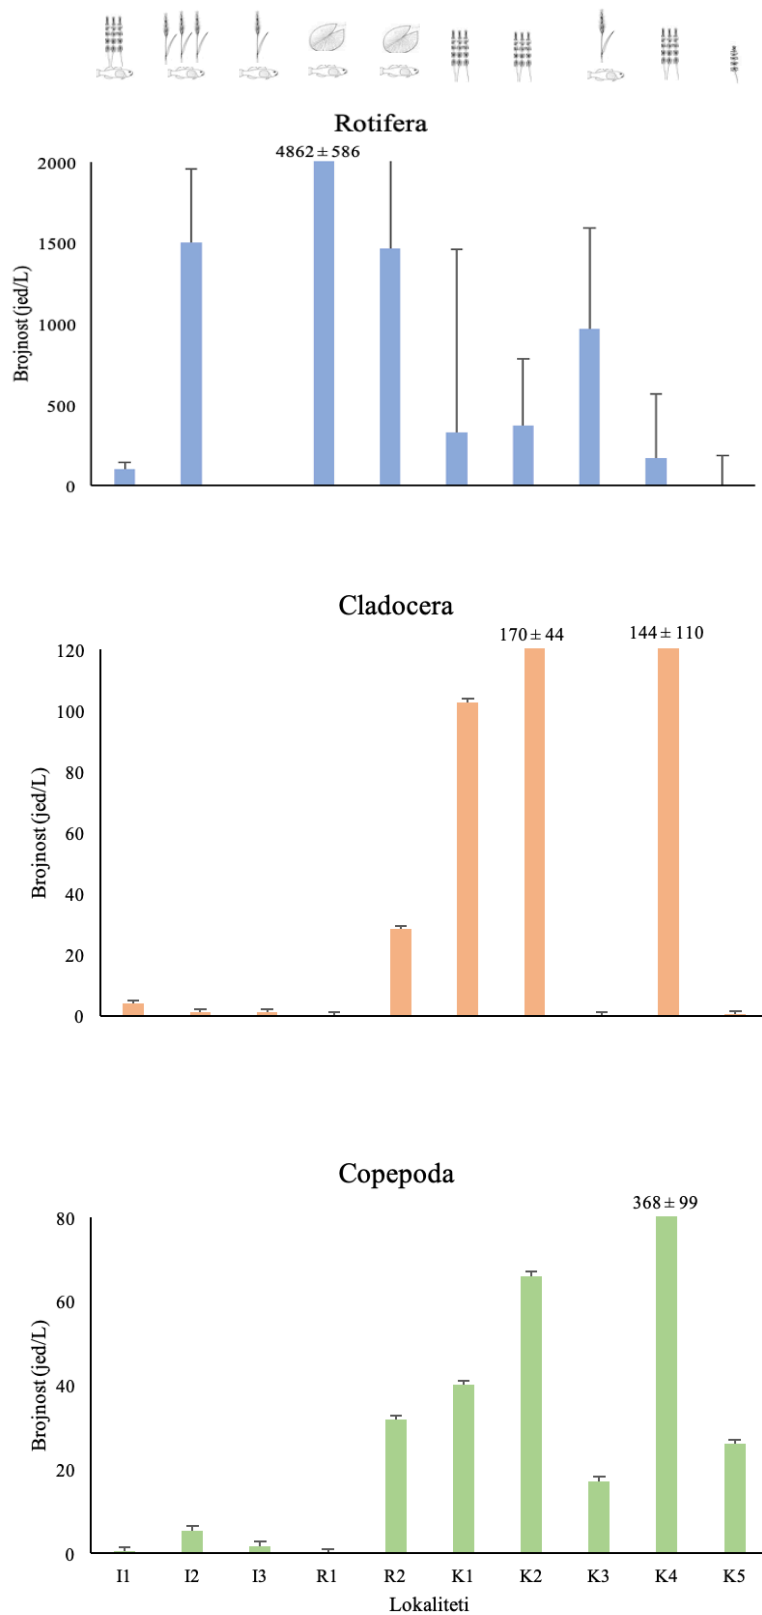 Rotifera
4862 ± 586
2000
1500
1000
500
0
Brojnost (jed/L)
Cladocera
170 ± 44
144 ± 110
120
100
80
60
40
20
0
Brojnost (jed/L)
Copepoda
368 ± 99
80
60
40
20
0
Brojnost (jed/L)
I1 I2 I3 R1 R2 K1 K2 K3 K4 K5
Lokaliteti